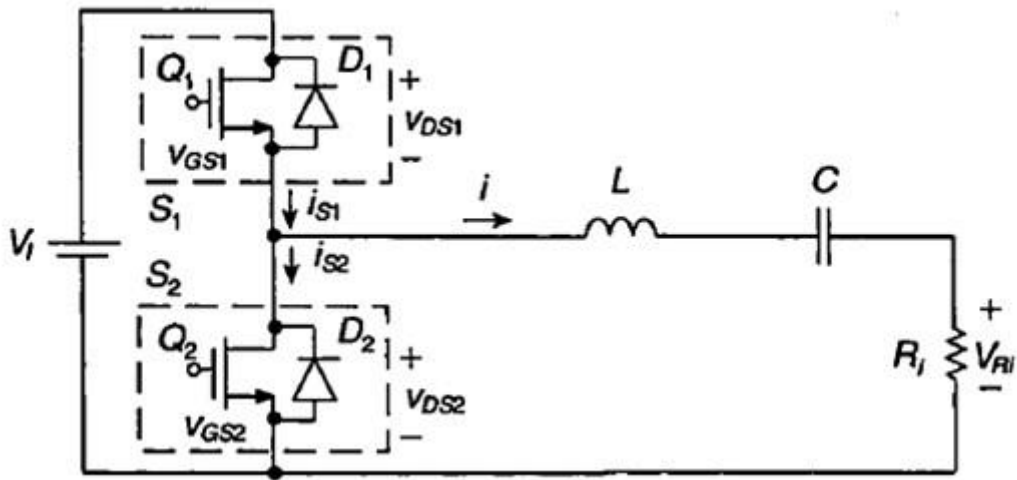 Q1 D1
+
vDS1
vGS1
−
S1 iS1 i L C
VI
iS2
S2
Q2 D2
+
vDS2
vGS2
−
+
Ri VRi
−